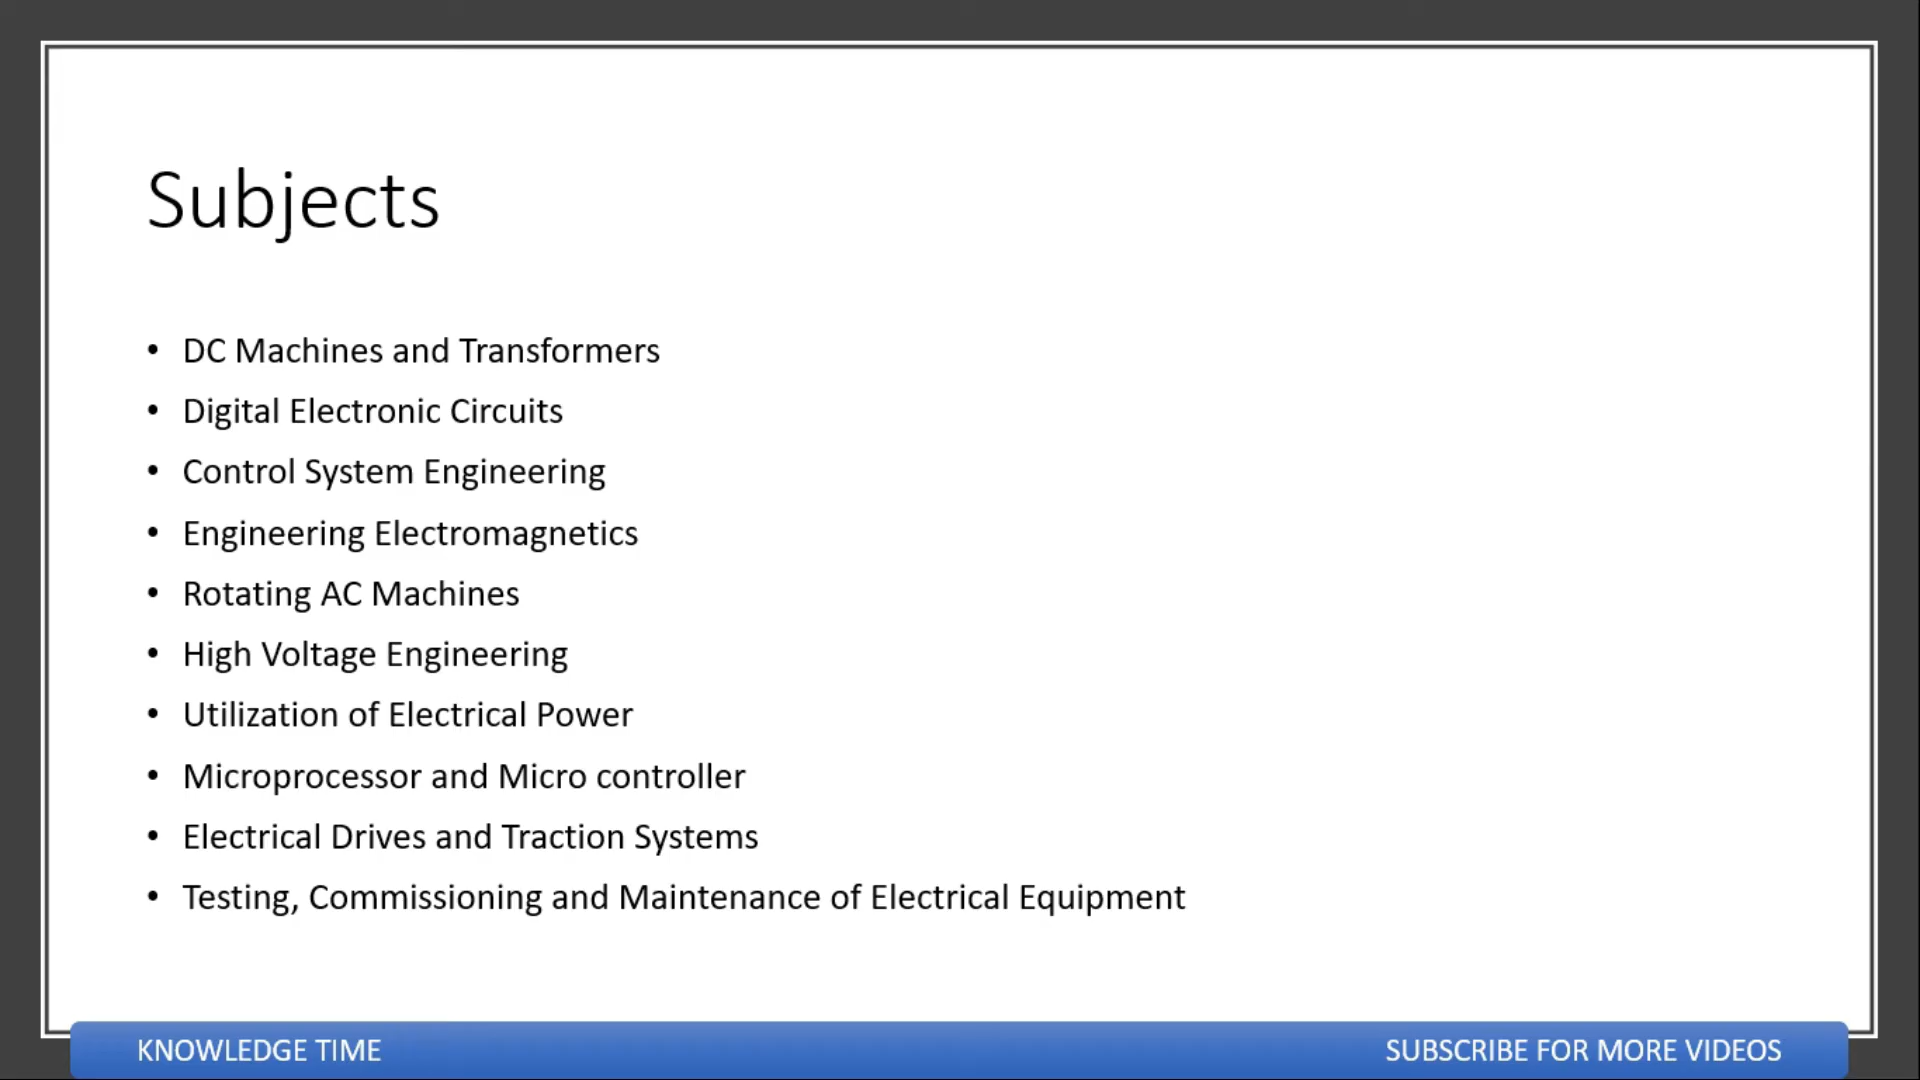 Subjects
• DC Machines and Transformers
• Digital Electronic Circuits
• Control System Engineering
• Engineering Electromagnetics
• Rotating AC Machines
• High Voltage Engineering
• Utilization of Electrical Power
• Microprocessor and Micro controller
• Electrical Drives and Traction Systems
• Testing, Commissioning and Maintenance of Electrical Equipment
KNOWLEDGE TIME
SUBSCRIBE FOR MORE VIDEOS